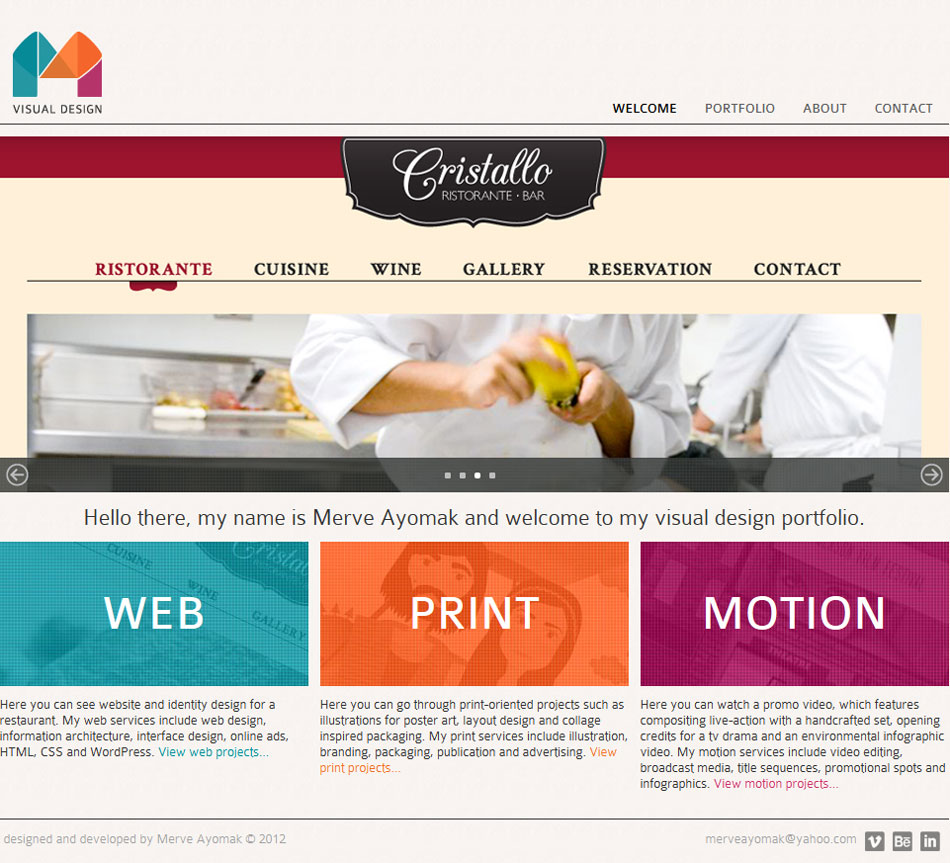 VISUAL DESIGN
WELCOME PORTFOLIO ABOUT CONTACT
Cristallo
RISTORANTE · BAR
RISTORANTE CUISINE WINE GALLERY RESERVATION CONTACT
Hello there, my name is Merve Ayomak and welcome to my visual design portfolio.
CUISINE
WINE
GALLERY
Cristallo
WEB
PRINT
MOTION
Here you can see website and identity design for a
restaurant. My web services include web design,
information architecture, interface design, online ads,
HTML, CSS and WordPress. View web projects...
Here you can go through print-oriented projects such as
illustrations for poster art, layout design and collage
inspired packaging. My print services include illustration,
branding, packaging, publication and advertising. View
print projects...
Here you can watch a promo video, which features
compositing live-action with a handcrafted set, opening
credits for a tv drama and an environmental infographic
video. My motion services include video editing,
broadcast media, title sequences, promotional spots and
infographics. View motion projects...
designed and developed by Merve Ayomak © 2012
merveayomak@yahoo.com
Bē
in